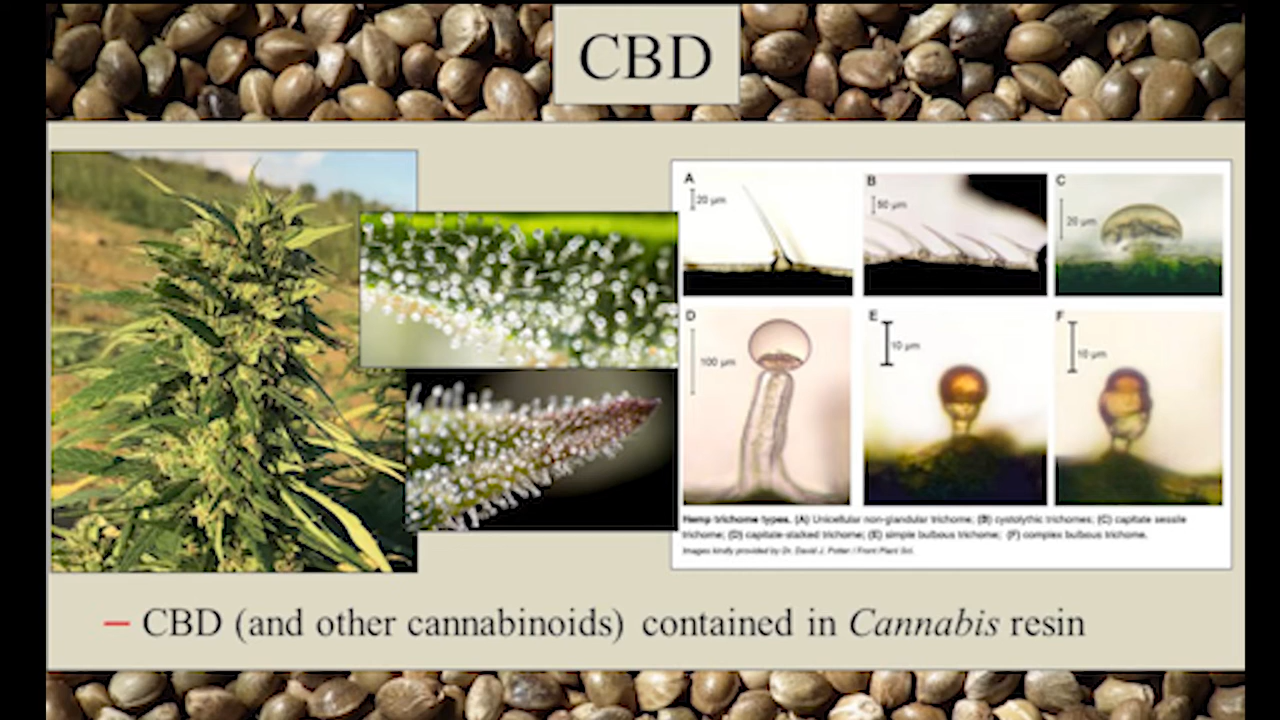 CBD
A
20 µm
B
50 µm
C
20 µm
D
100 µm
E
10 µm
F
10 µm
Hemp trichome types. (A) Unicellular non-glandular trichome; (B) cystolythic trichomes; (C) capitate sessile
trichome; (D) capitate-stalked trichome; (E) simple bulbous trichome; (F) complex bulbous trichome.
Images kindly provided by Dr. David J. Potter / Front Plant Sci.
– CBD (and other cannabinoids) contained in Cannabis resin